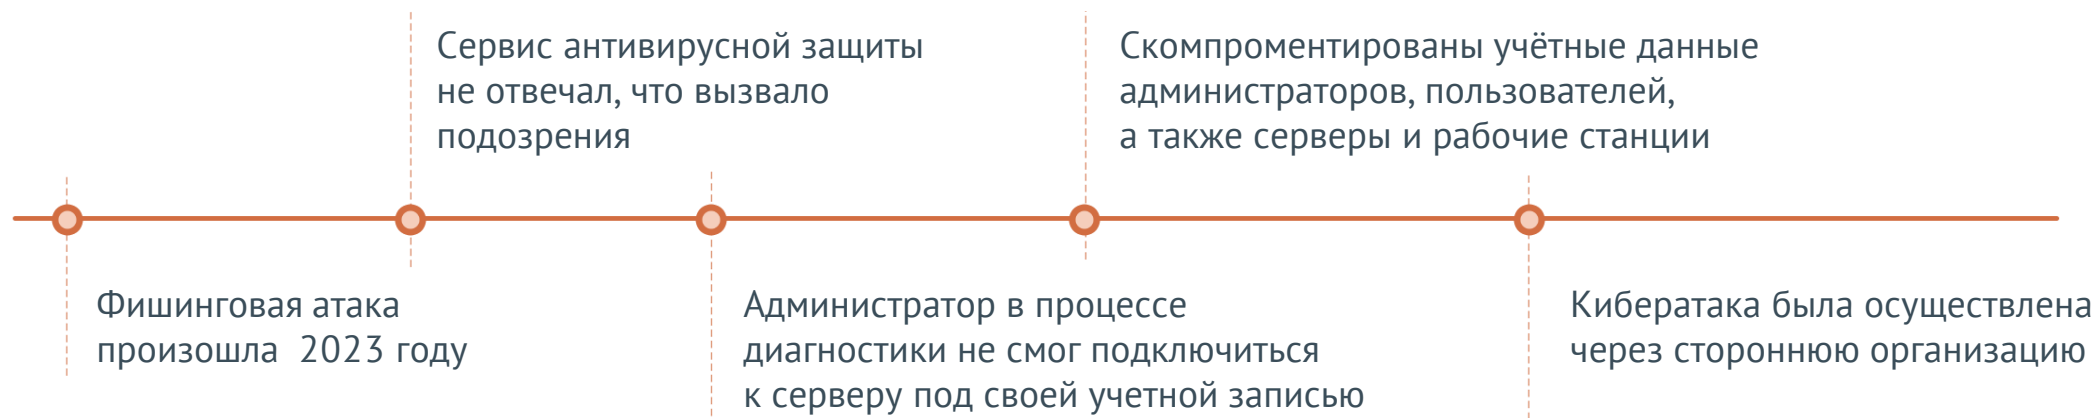 Сервис антивирусной защиты
не отвечал, что вызвало
подозрения
Скомпроментированы учётные данные
администраторов, пользователей,
а также серверы и рабочие станции
Фишинговая атака
произошла  2023 году
Администратор в процессе
диагностики не смог подключиться
к серверу под своей учетной записью
Кибератака была осуществлена
через стороннюю организацию